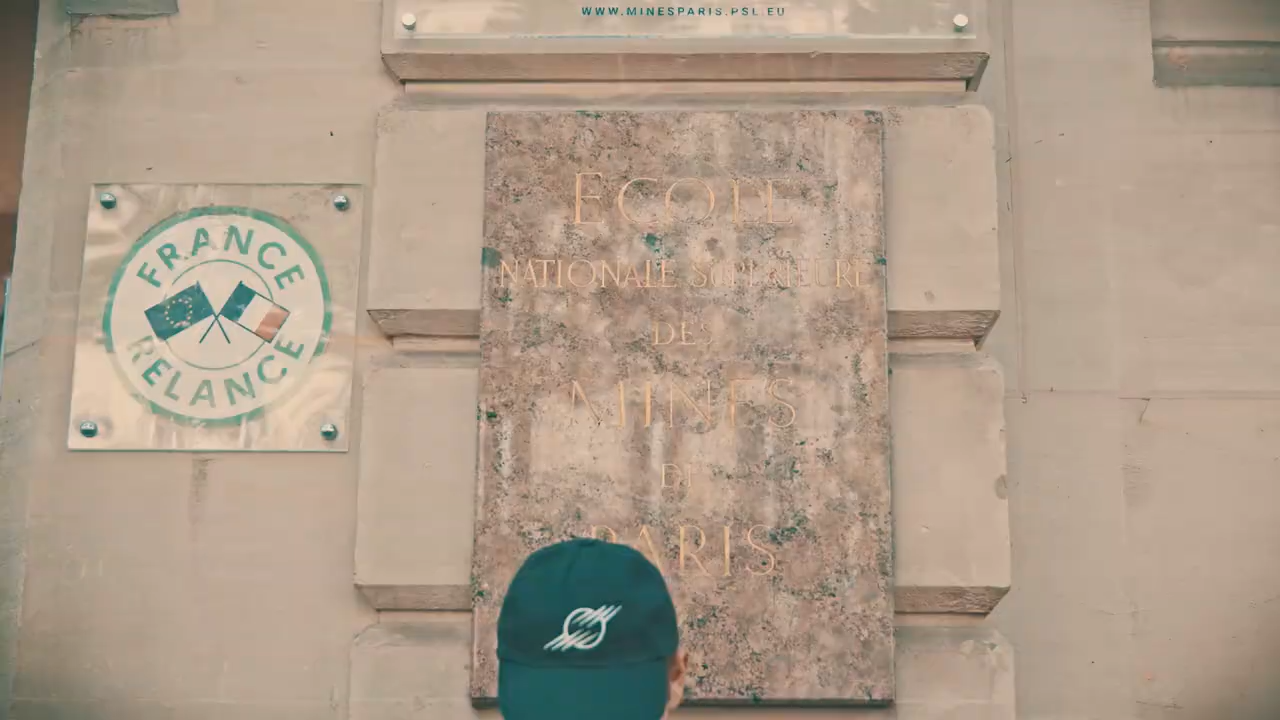 WWW.MINESPARIS.PSL.EU
FRANCE
RELANCE
ECOLE
NATIONALE SUPERIEURE
DES
MINES
DE
PARIS